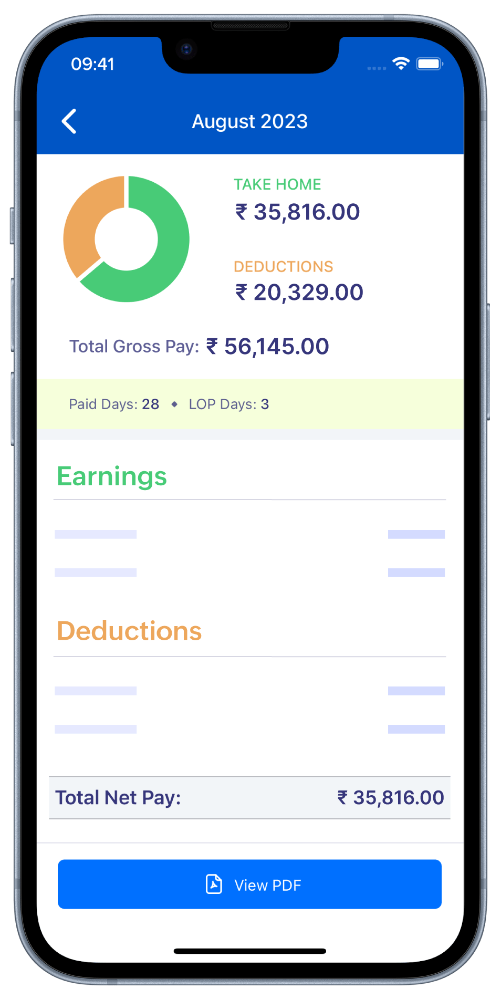 09:41
August 2023
TAKE HOME
₹ 35,816.00
DEDUCTIONS
₹ 20,329.00
Total Gross Pay: ₹ 56,145.00
Paid Days: 28 ◆ LOP Days: 3
Earnings
Deductions
Total Net Pay: ₹ 35,816.00
View PDF